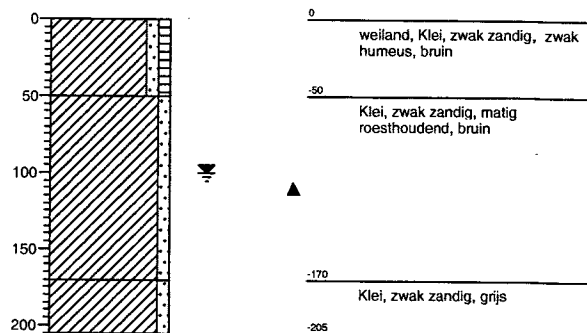 0
50
100
150
200
0
weiland, Klei, zwak zandig, zwak
humeus, bruin
-50
Klei, zwak zandig, matig
roesthoudend, bruin
-170
Klei, zwak zandig, grijs
-205